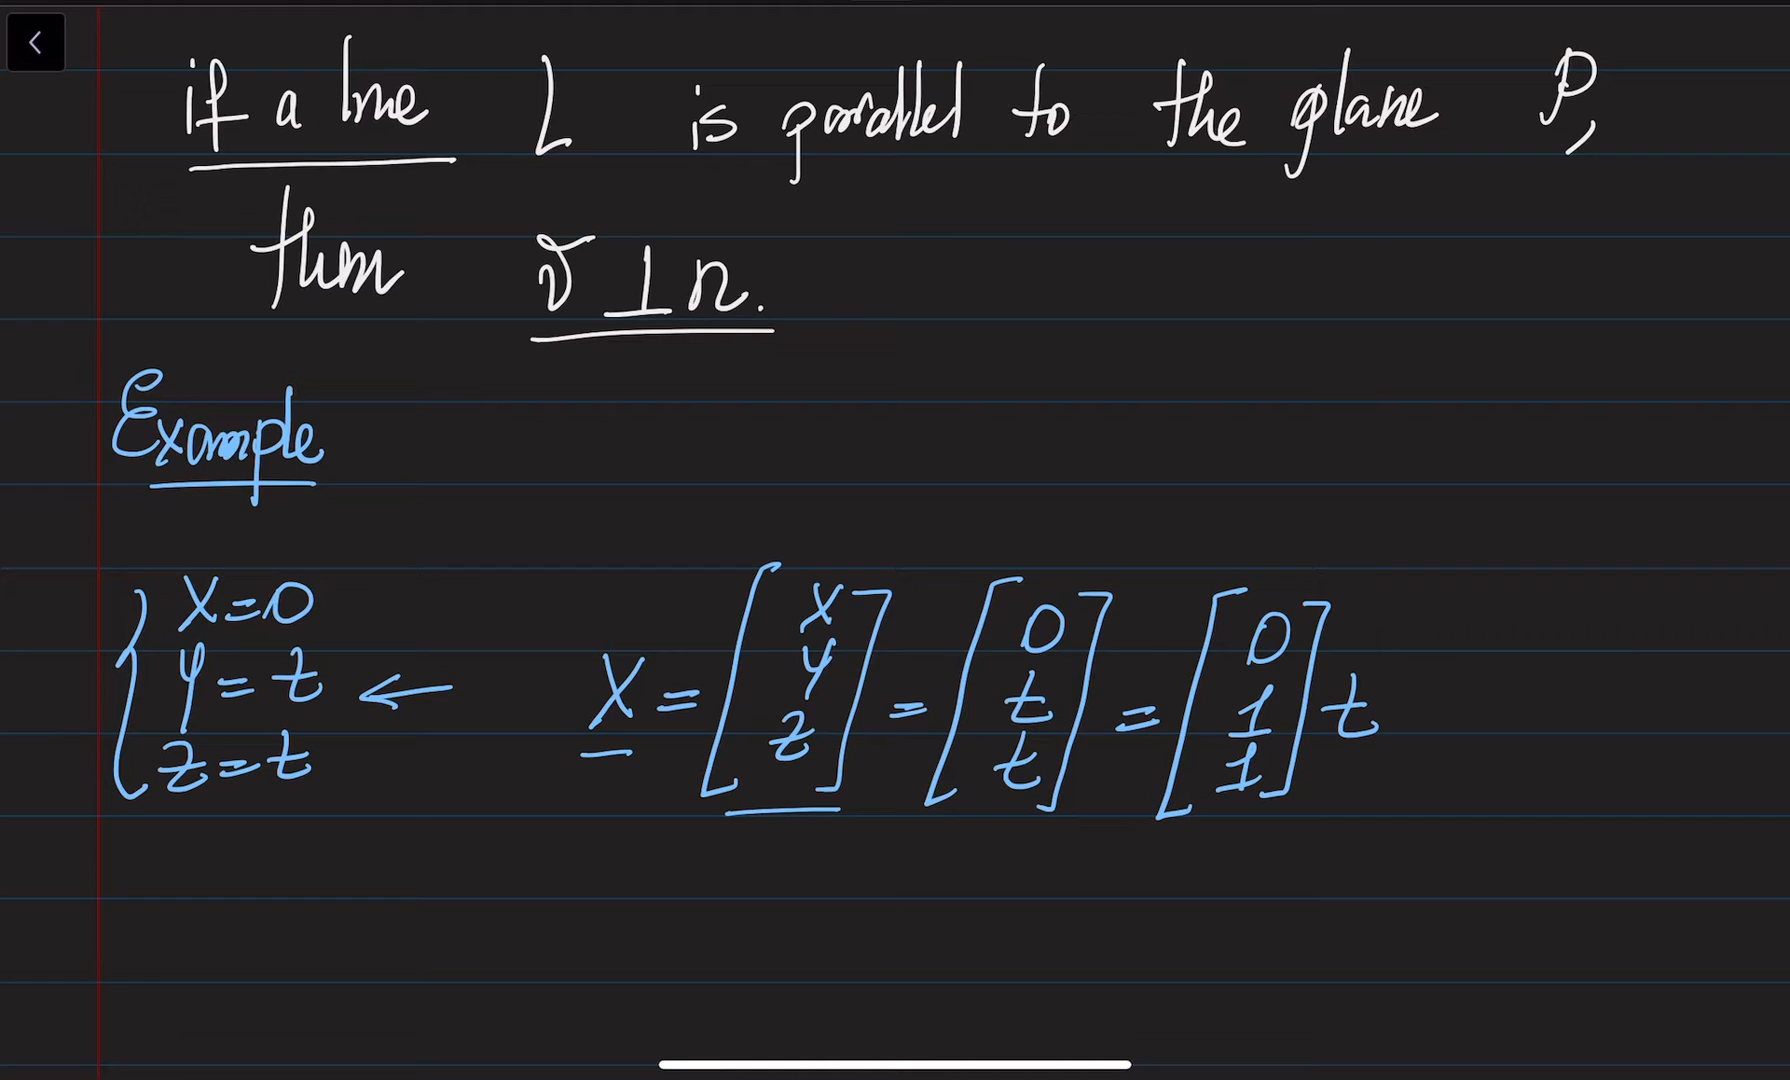 if a line L is parallel to the plane P,
then v ⊥ n.
Example
{ x=0
y=t ← X = [x y z] = [0 t t] = [0 1 1] t
z=t